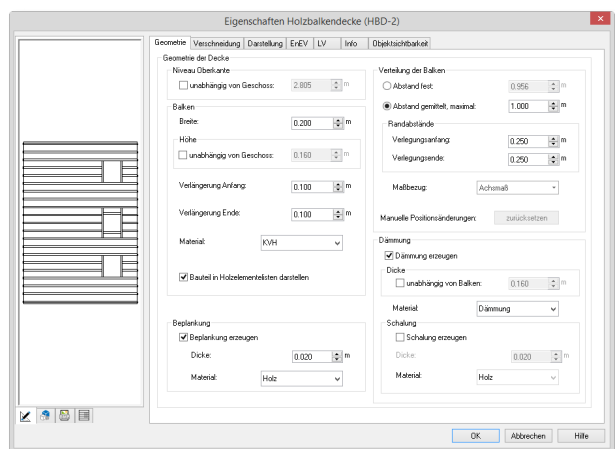 Eigenschaften Holzbalkendecke (HBD-2)
Geometrie Verschneidung Darstellung EnEV LV Info Objektsichtbarkeit
Geometrie der Decke
Niveau Oberkante
unabhängig von Geschoss: 2.805 m
Balken
Breite: 0.200 m
Höhe
unabhängig von Geschoss: 0.160 m
Verlängerung Anfang: 0.100 m
Verlängerung Ende: 0.100 m
Material: KVH
Bauteil in Holzelementelisten darstellen
Beplankung
Beplankung erzeugen
Dicke: 0.020 m
Material: Holz
Verteilung der Balken
Abstand fest: 0.956 m
Abstand gemittelt, maximal: 1.000 m
Randabstände
Verlegungsanfang: 0.250 m
Verlegungsende: 0.250 m
Maßbezug: Achsmaß
Manuelle Positionsänderungen: zurücksetzen
Dämmung
Dämmung erzeugen
Dicke
unabhängig von Balken: 0.160 m
Material: Dämmung
Schalung
Schalung erzeugen
Dicke: 0.020 m
Material: Holz
OK Abbrechen Hilfe